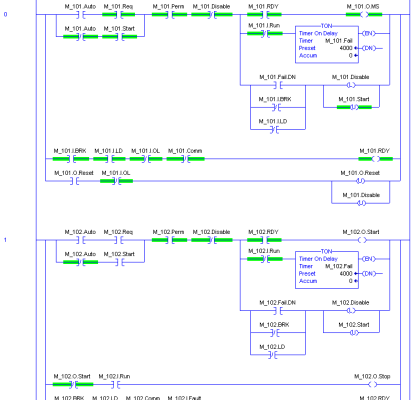 M_101.Auto M_101.Req M_101.Perm M_101.Disable M_101.RDY M_101.O.MS
0
M_101.Auto M_101.Start M_101.I.Run TON
Timer On Delay EN
Timer M_101.Fail
Preset 4000 DN
Accum 0
M_101.Fail.DN M_101.Disable
M_101.I.BRK M_101.Start
M_101.I.LD
M_101.I.BRK M_101.I.LD M_101.I.OL M_101.Comm M_101.RDY
M_101.O.Reset M_101.I.OL M_101.O.Reset
M_101.Disable
M_102.Auto M_102.Req M_102.Perm M_102.Disable M_102.RDY M_102.O.Start
1
M_102.Auto M_102.Start M_102.I.Run TON
Timer On Delay EN
Timer M_102.Fail
Preset 4000 DN
Accum 0
M_102.Fail.DN M_102.Disable
M_102.BRK M_102.Start
M_102.LD
M_102.O.Start M_102.I.Run M_102.O.Stop
M_102.BRK M_102.LD M_102.Comm M_102.I.Fault M_102.RDY